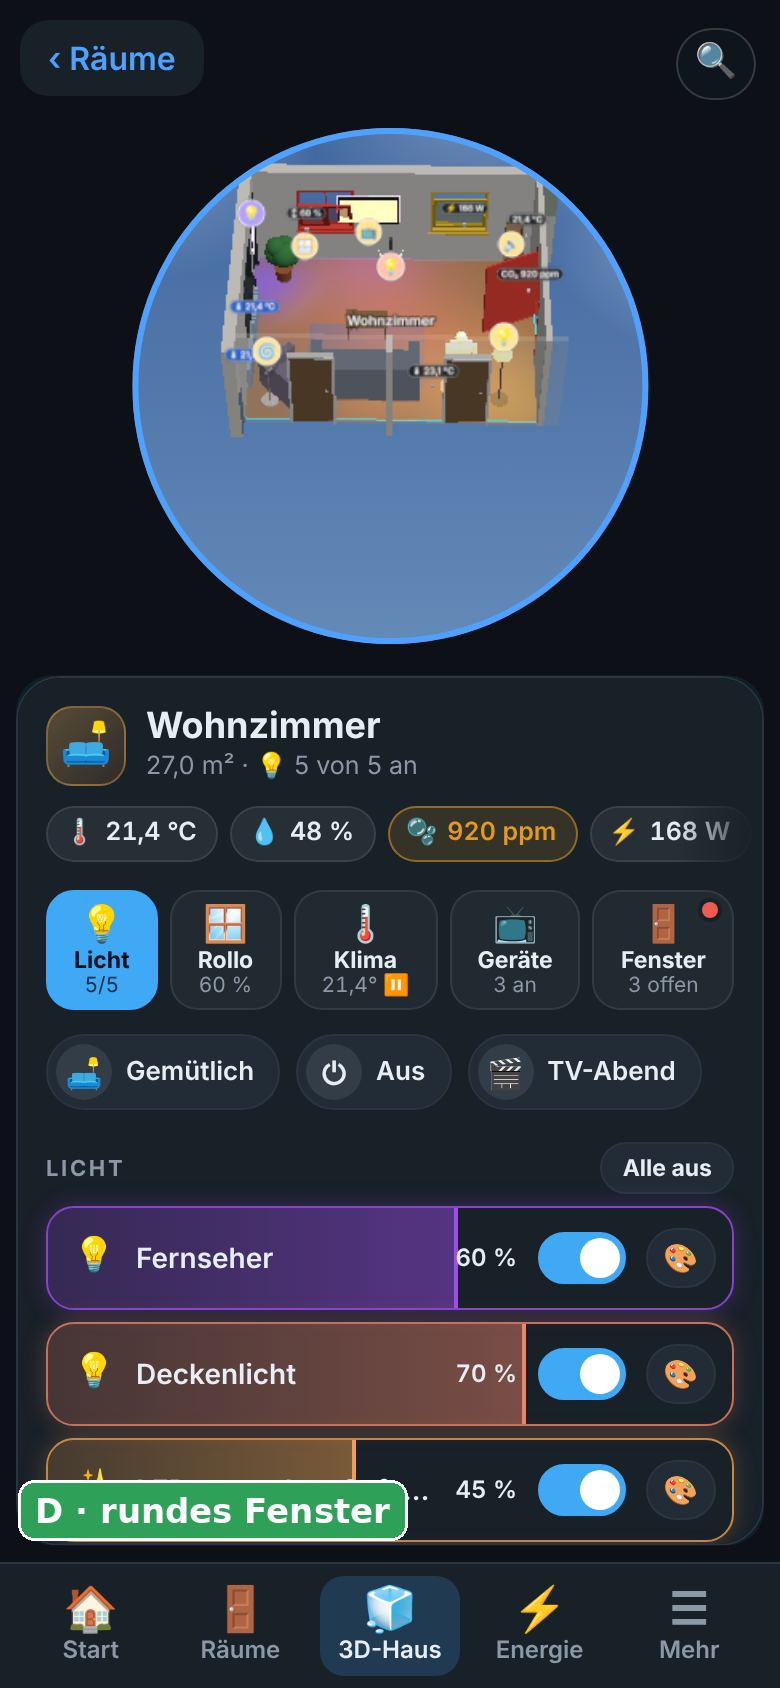 ‹ Räume
60 %
⚡ 168 W
21,4 °C
CO₂ 920 ppm
21,4 °C
Wohnzimmer
23,1 °C
Wohnzimmer
27,0 m² · 💡 5 von 5 an
21,4 °C
48 %
920 ppm
168 W
Licht
5/5
Rollo
60 %
Klima
21,4°
Geräte
3 an
Fenster
3 offen
Gemütlich
Aus
TV-Abend
LICHT
Alle aus
Fernseher
60 %
Deckenlicht
70 %
45 %
D · rundes Fenster
Start
Räume
3D-Haus
Energie
Mehr